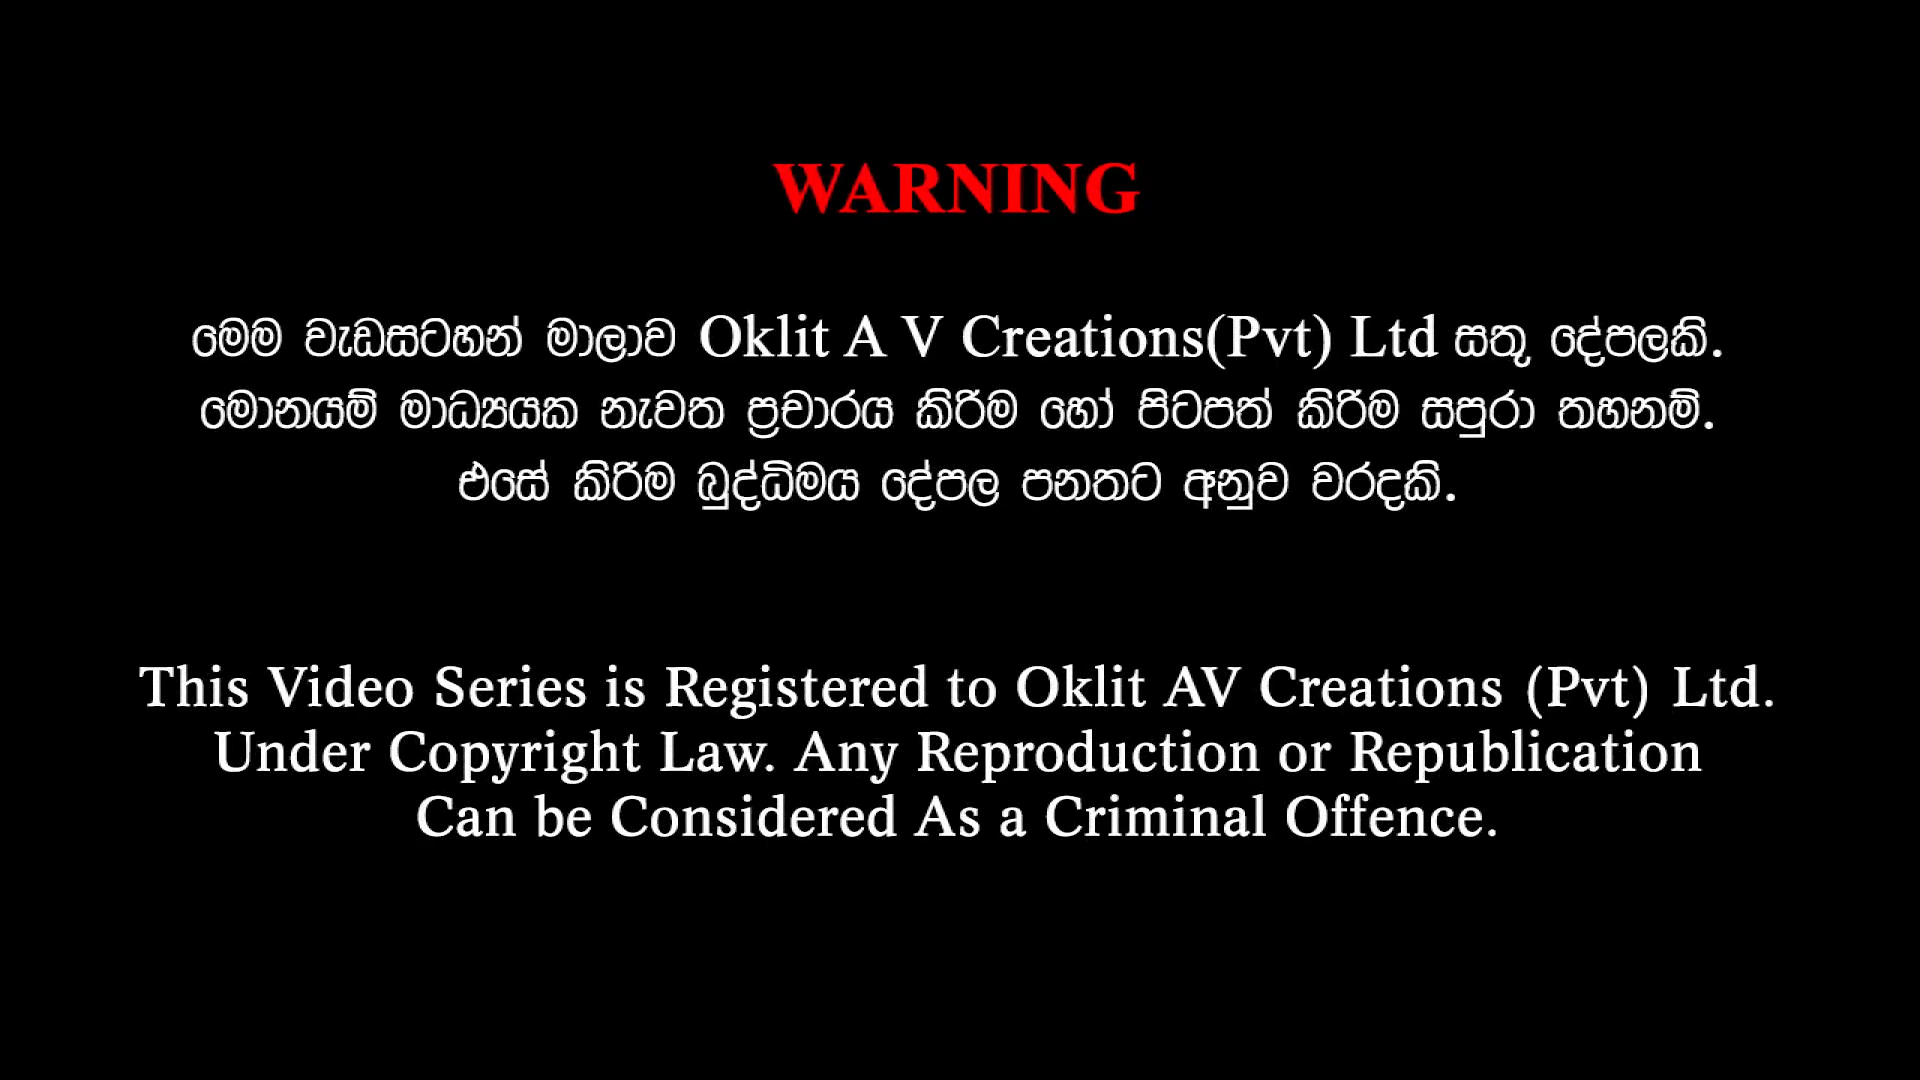 WARNING
මෙම වැඩසටහන් මාලාව Oklit A V Creations(Pvt) Ltd සතු දේපලකි.
මොනයම් මාධ්‍යයක නැවත ප්‍රචාරය කිරිම හෝ පිටපත් කිරිම සපුරා තහනම්.
එසේ කිරිම බුද්ධිමය දේපල පනතට අනුව වරදකි.
This Video Series is Registered to Oklit AV Creations (Pvt) Ltd.
Under Copyright Law. Any Reproduction or Republication
Can be Considered As a Criminal Offence.